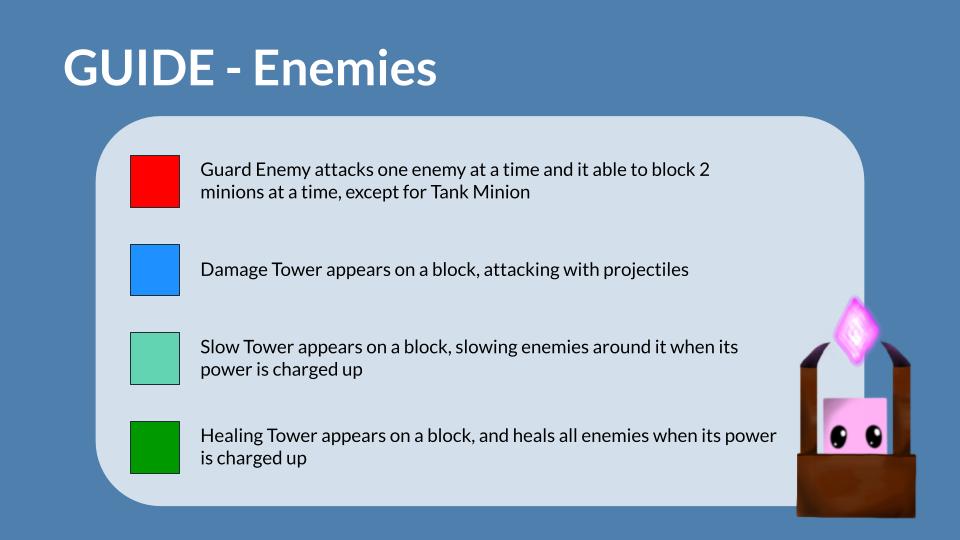 GUIDE - Enemies
Guard Enemy attacks one enemy at a time and it able to block 2
minions at a time, except for Tank Minion
Damage Tower appears on a block, attacking with projectiles
Slow Tower appears on a block, slowing enemies around it when its
power is charged up
Healing Tower appears on a block, and heals all enemies when its power
is charged up